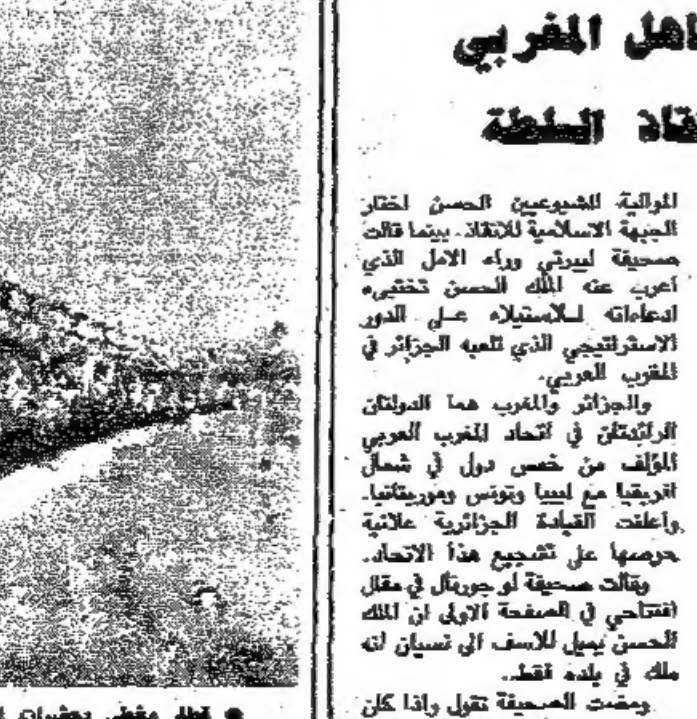 اهل المغربي
قاد السلطة
الموالية للشيوعيين الحسن اختار
الجبهة الاسلامية للانقاذ. بينما قالت
صحيفة ليبرتي وراء الامل الذي
اعرب عنه الملك الحسن تختبىء
ادعاءاته للاستيلاء على الدور
الاستراتيجي الذي تلعبه الجزائر في
المغرب العربي.
والجزائر والمغرب هما الدولتان
الرائدتان في اتحاد المغرب العربي
المؤلف من خمس دول في شمال
افريقيا مع ليبيا وتونس وموريتانيا.
واعلنت القيادة الجزائرية علانية
حرصها على تشجيع هذا الاتحاد.
وقالت صحيفة لو جورنال في مقال
افتتاحي في الصفحة الاولى ان الملك
الحسن يميل للاسف الى نسيان انه
ملك في بلده فقط.
ومضت الصحيفة تقول واذا كان